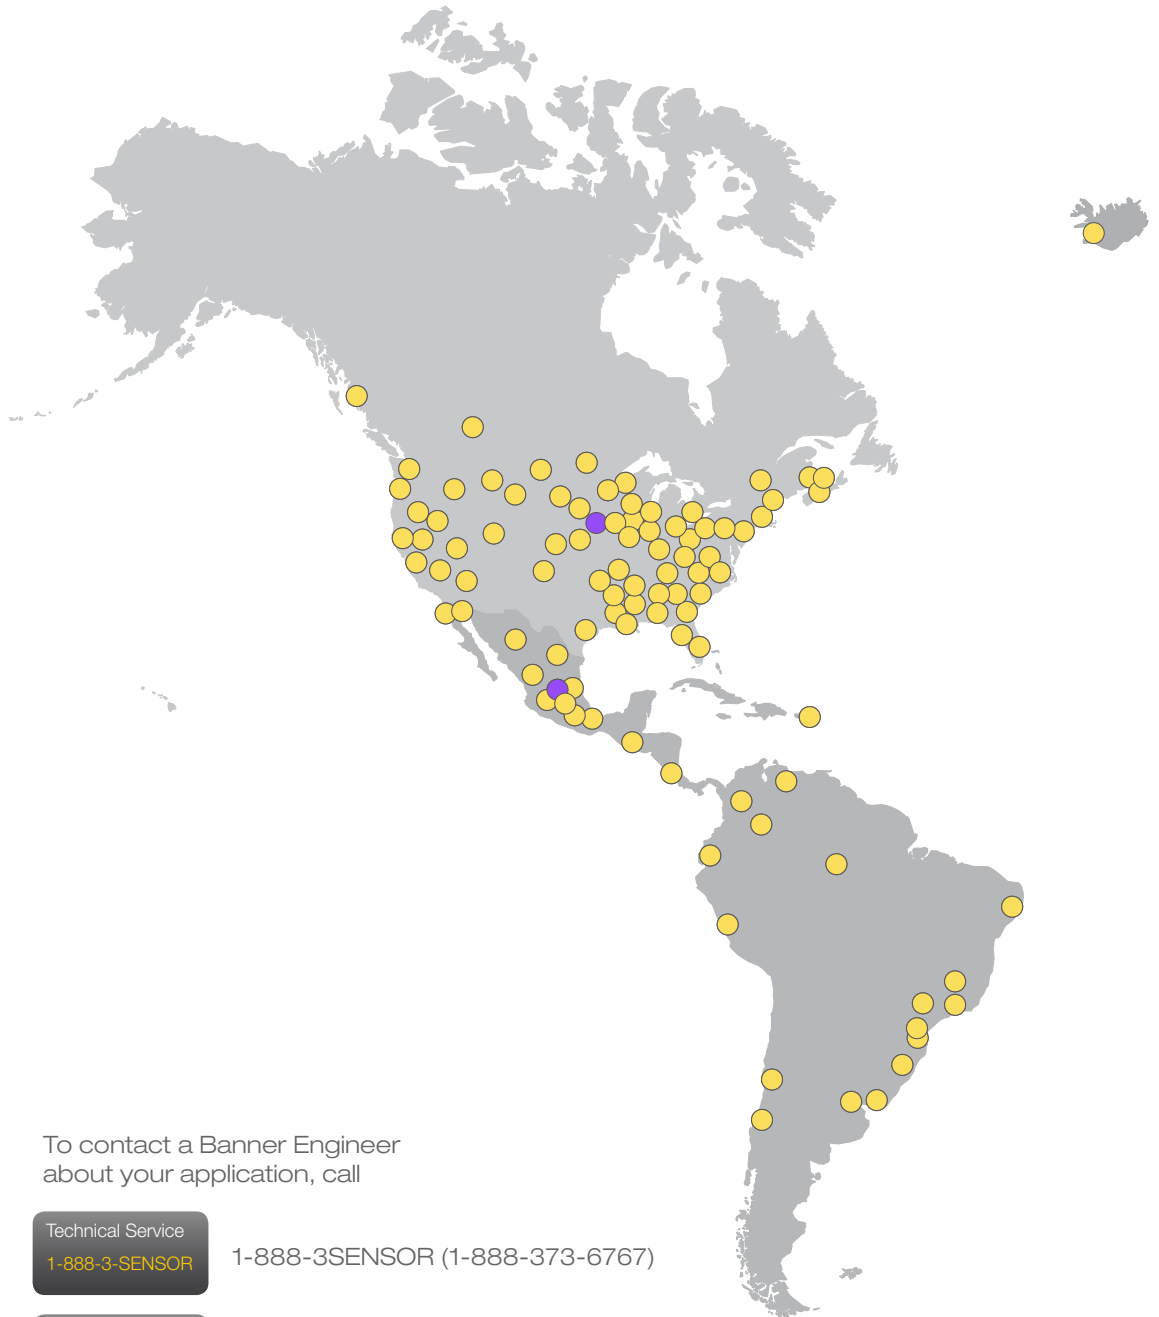 To contact a Banner Engineer
about your application, call
Technical Service
1-888-3-SENSOR
1-888-3SENSOR (1-888-373-6767)